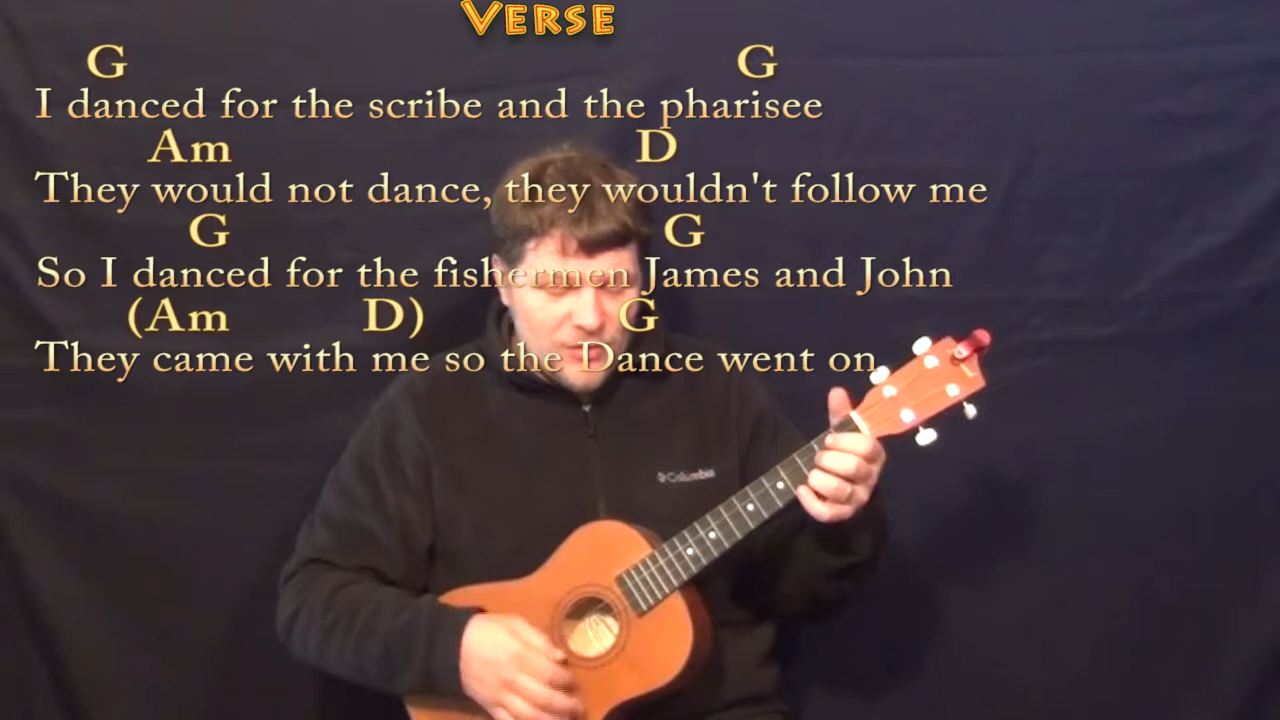 VERSE
G G
I danced for the scribe and the pharisee
Am D
They would not dance, they wouldn't follow me
G G
So I danced for the fishermen James and John
(Am D) G
They came with me so the Dance went on
Columbia